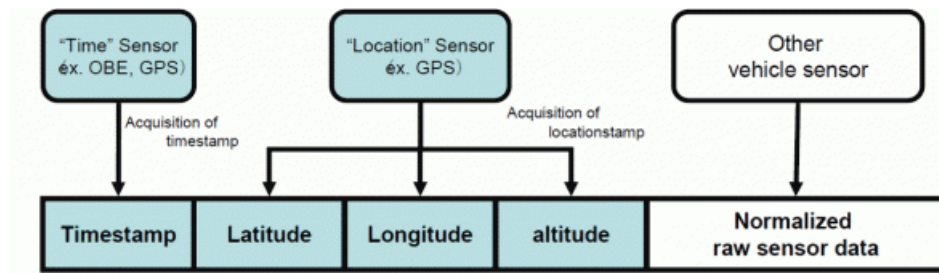 “Time” Sensor
éx. OBE, GPS）
“Location” Sensor
éx. GPS）
Other
vehicle sensor
Acquisition of
timestamp
Acquisition of
locationstamp
Timestamp
Latitude
Longitude
altitude
Normalized
raw sensor data